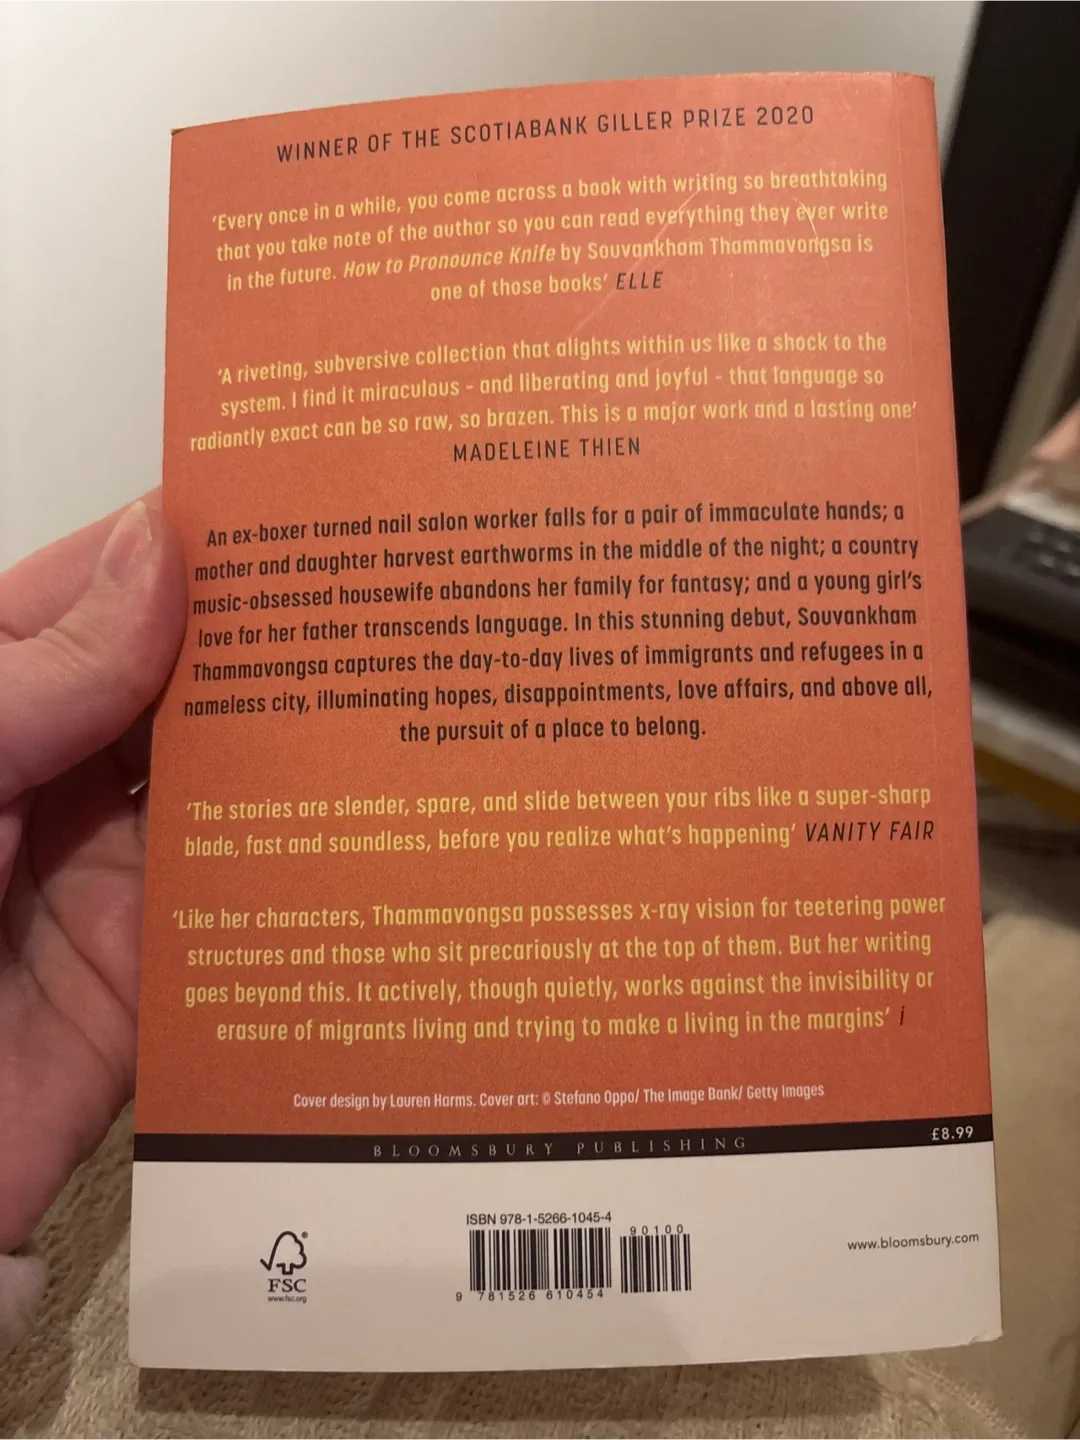 WINNER OF THE SCOTIABANK GILLER PRIZE 2020
‘Every once in a while, you come across a book with writing so breathtaking
that you take note of the author so you can read everything they ever write
in the future. How to Pronounce Knife by Souvankham Thammavongsa is
one of those books’ ELLE
‘A riveting, subversive collection that alights within us like a shock to the
system. I find it miraculous - and liberating and joyful - that language so
radiantly exact can be so raw, so brazen. This is a major work and a lasting one’
MADELEINE THIEN
An ex-boxer turned nail salon worker falls for a pair of immaculate hands; a
mother and daughter harvest earthworms in the middle of the night; a country
music-obsessed housewife abandons her family for fantasy; and a young girl’s
love for her father transcends language. In this stunning debut, Souvankham
Thammavongsa captures the day-to-day lives of immigrants and refugees in a
nameless city, illuminating hopes, disappointments, love affairs, and above all,
the pursuit of a place to belong.
‘The stories are slender, spare, and slide between your ribs like a super-sharp
blade, fast and soundless, before you realize what’s happening’ VANITY FAIR
‘Like her characters, Thammavongsa possesses x-ray vision for teetering power
structures and those who sit precariously at the top of them. But her writing
goes beyond this. It actively, though quietly, works against the invisibility or
erasure of migrants living and trying to make a living in the margins’ i
Cover design by Lauren Harms. Cover art: © Stefano Oppo/ The Image Bank/ Getty Images
BLOOMSBURY PUBLISHING
£8.99
ISBN 978-1-5266-1045-4
90100
9 781526 610454
FSC
www.fsc.org
www.bloomsbury.com